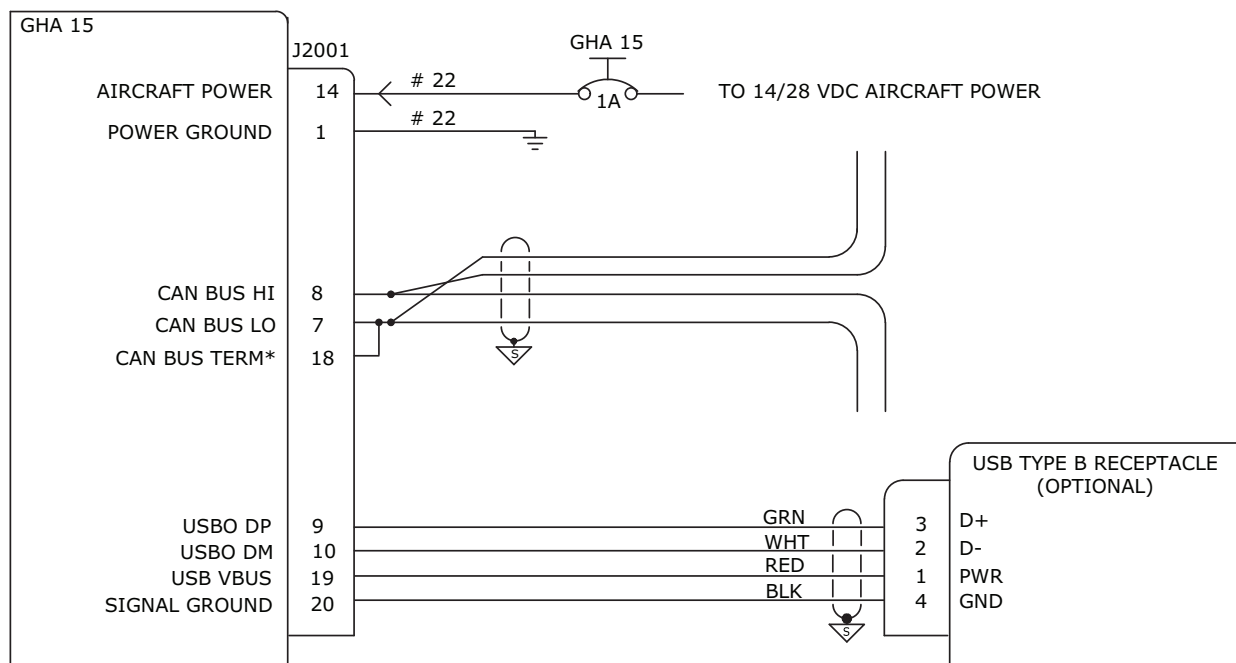 GHA 15
J2001
GHA 15
AIRCRAFT POWER 14 # 22 1A TO 14/28 VDC AIRCRAFT POWER
POWER GROUND 1 # 22
CAN BUS HI 8
CAN BUS LO 7
CAN BUS TERM* 18
S
USB TYPE B RECEPTACLE
(OPTIONAL)
USBO DP 9 GRN 3 D+
USBO DM 10 WHT 2 D-
USB VBUS 19 RED 1 PWR
SIGNAL GROUND 20 BLK 4 GND
S